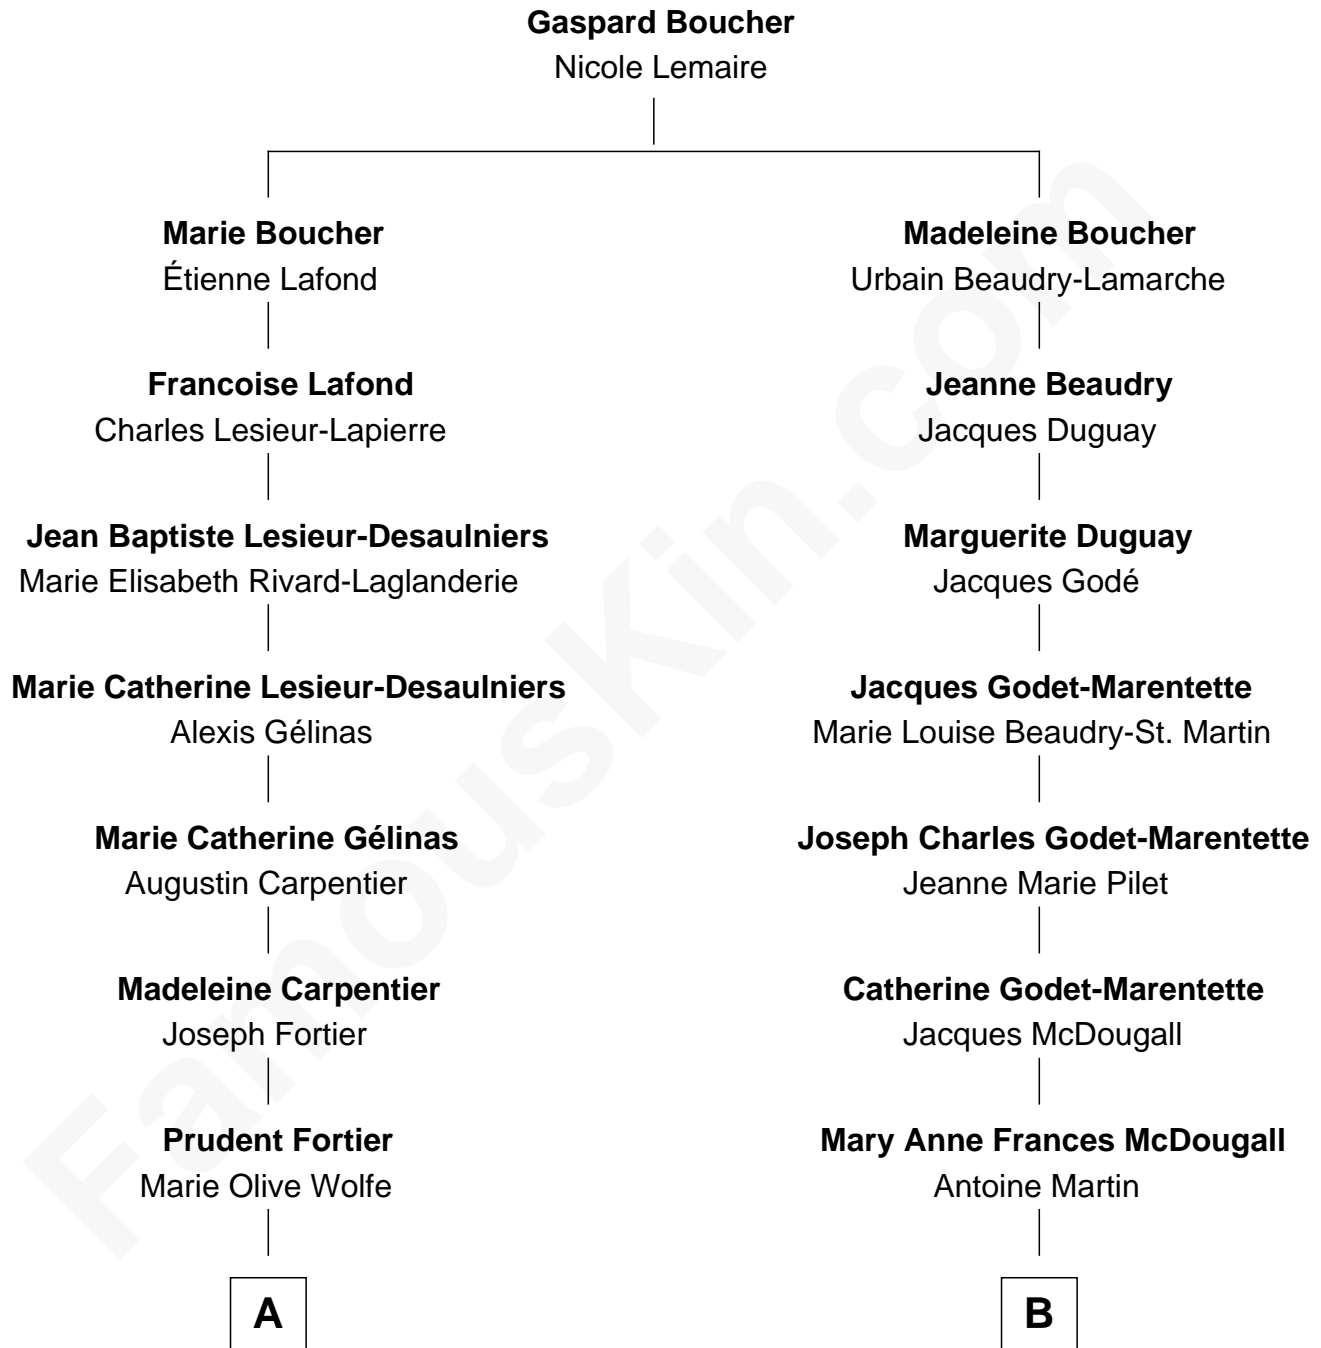 Gaspard Boucher
Nicole Lemaire
Marie Boucher
Étienne Lafond
Madeleine Boucher
Urbain Beaudry-Lamarche
Francoise Lafond
Charles Lesieur-Lapierre
Jeanne Beaudry
Jacques Duguay
Jean Baptiste Lesieur-Desaulniers
Marie Elisabeth Rivard-Laglanderie
Marguerite Duguay
Jacques Godé
Marie Catherine Lesieur-Desaulniers
Alexis Gélinas
Jacques Godet-Marentette
Marie Louise Beaudry-St. Martin
Marie Catherine Gélinas
Augustin Carpentier
Joseph Charles Godet-Marentette
Jeanne Marie Pilet
Madeleine Carpentier
Joseph Fortier
Catherine Godet-Marentette
Jacques McDougall
Prudent Fortier
Marie Olive Wolfe
Mary Anne Frances McDougall
Antoine Martin
A
B
FamousKin.com